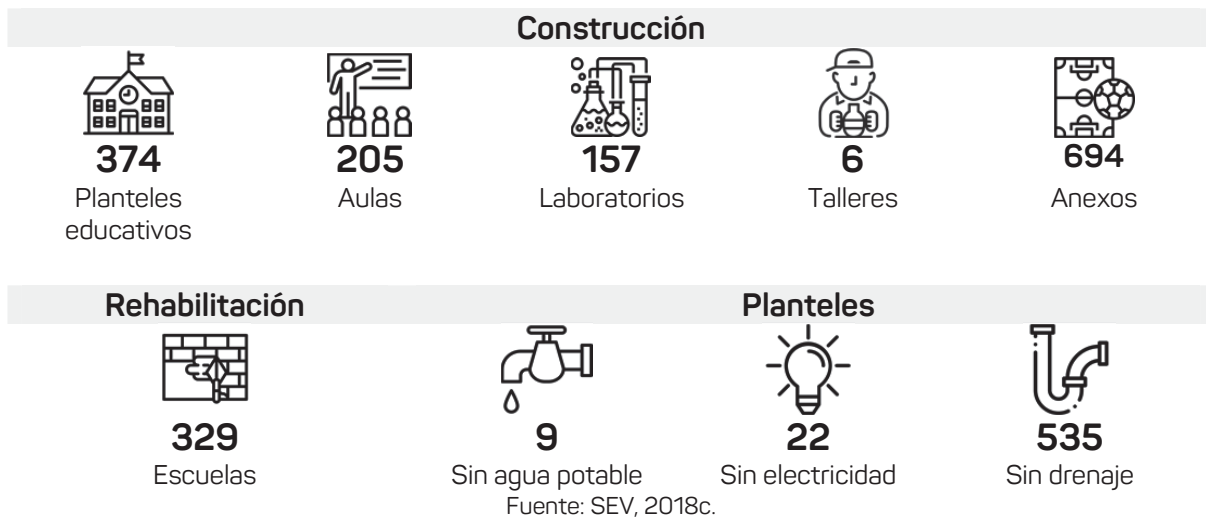 Construcción
374
Planteles
educativos
205
Aulas
157
Laboratorios
6
Talleres
694
Anexos
Rehabilitación
Planteles
329
Escuelas
9
Sin agua potable
22
Sin electricidad
535
Sin drenaje
Fuente: SEV, 2018c.